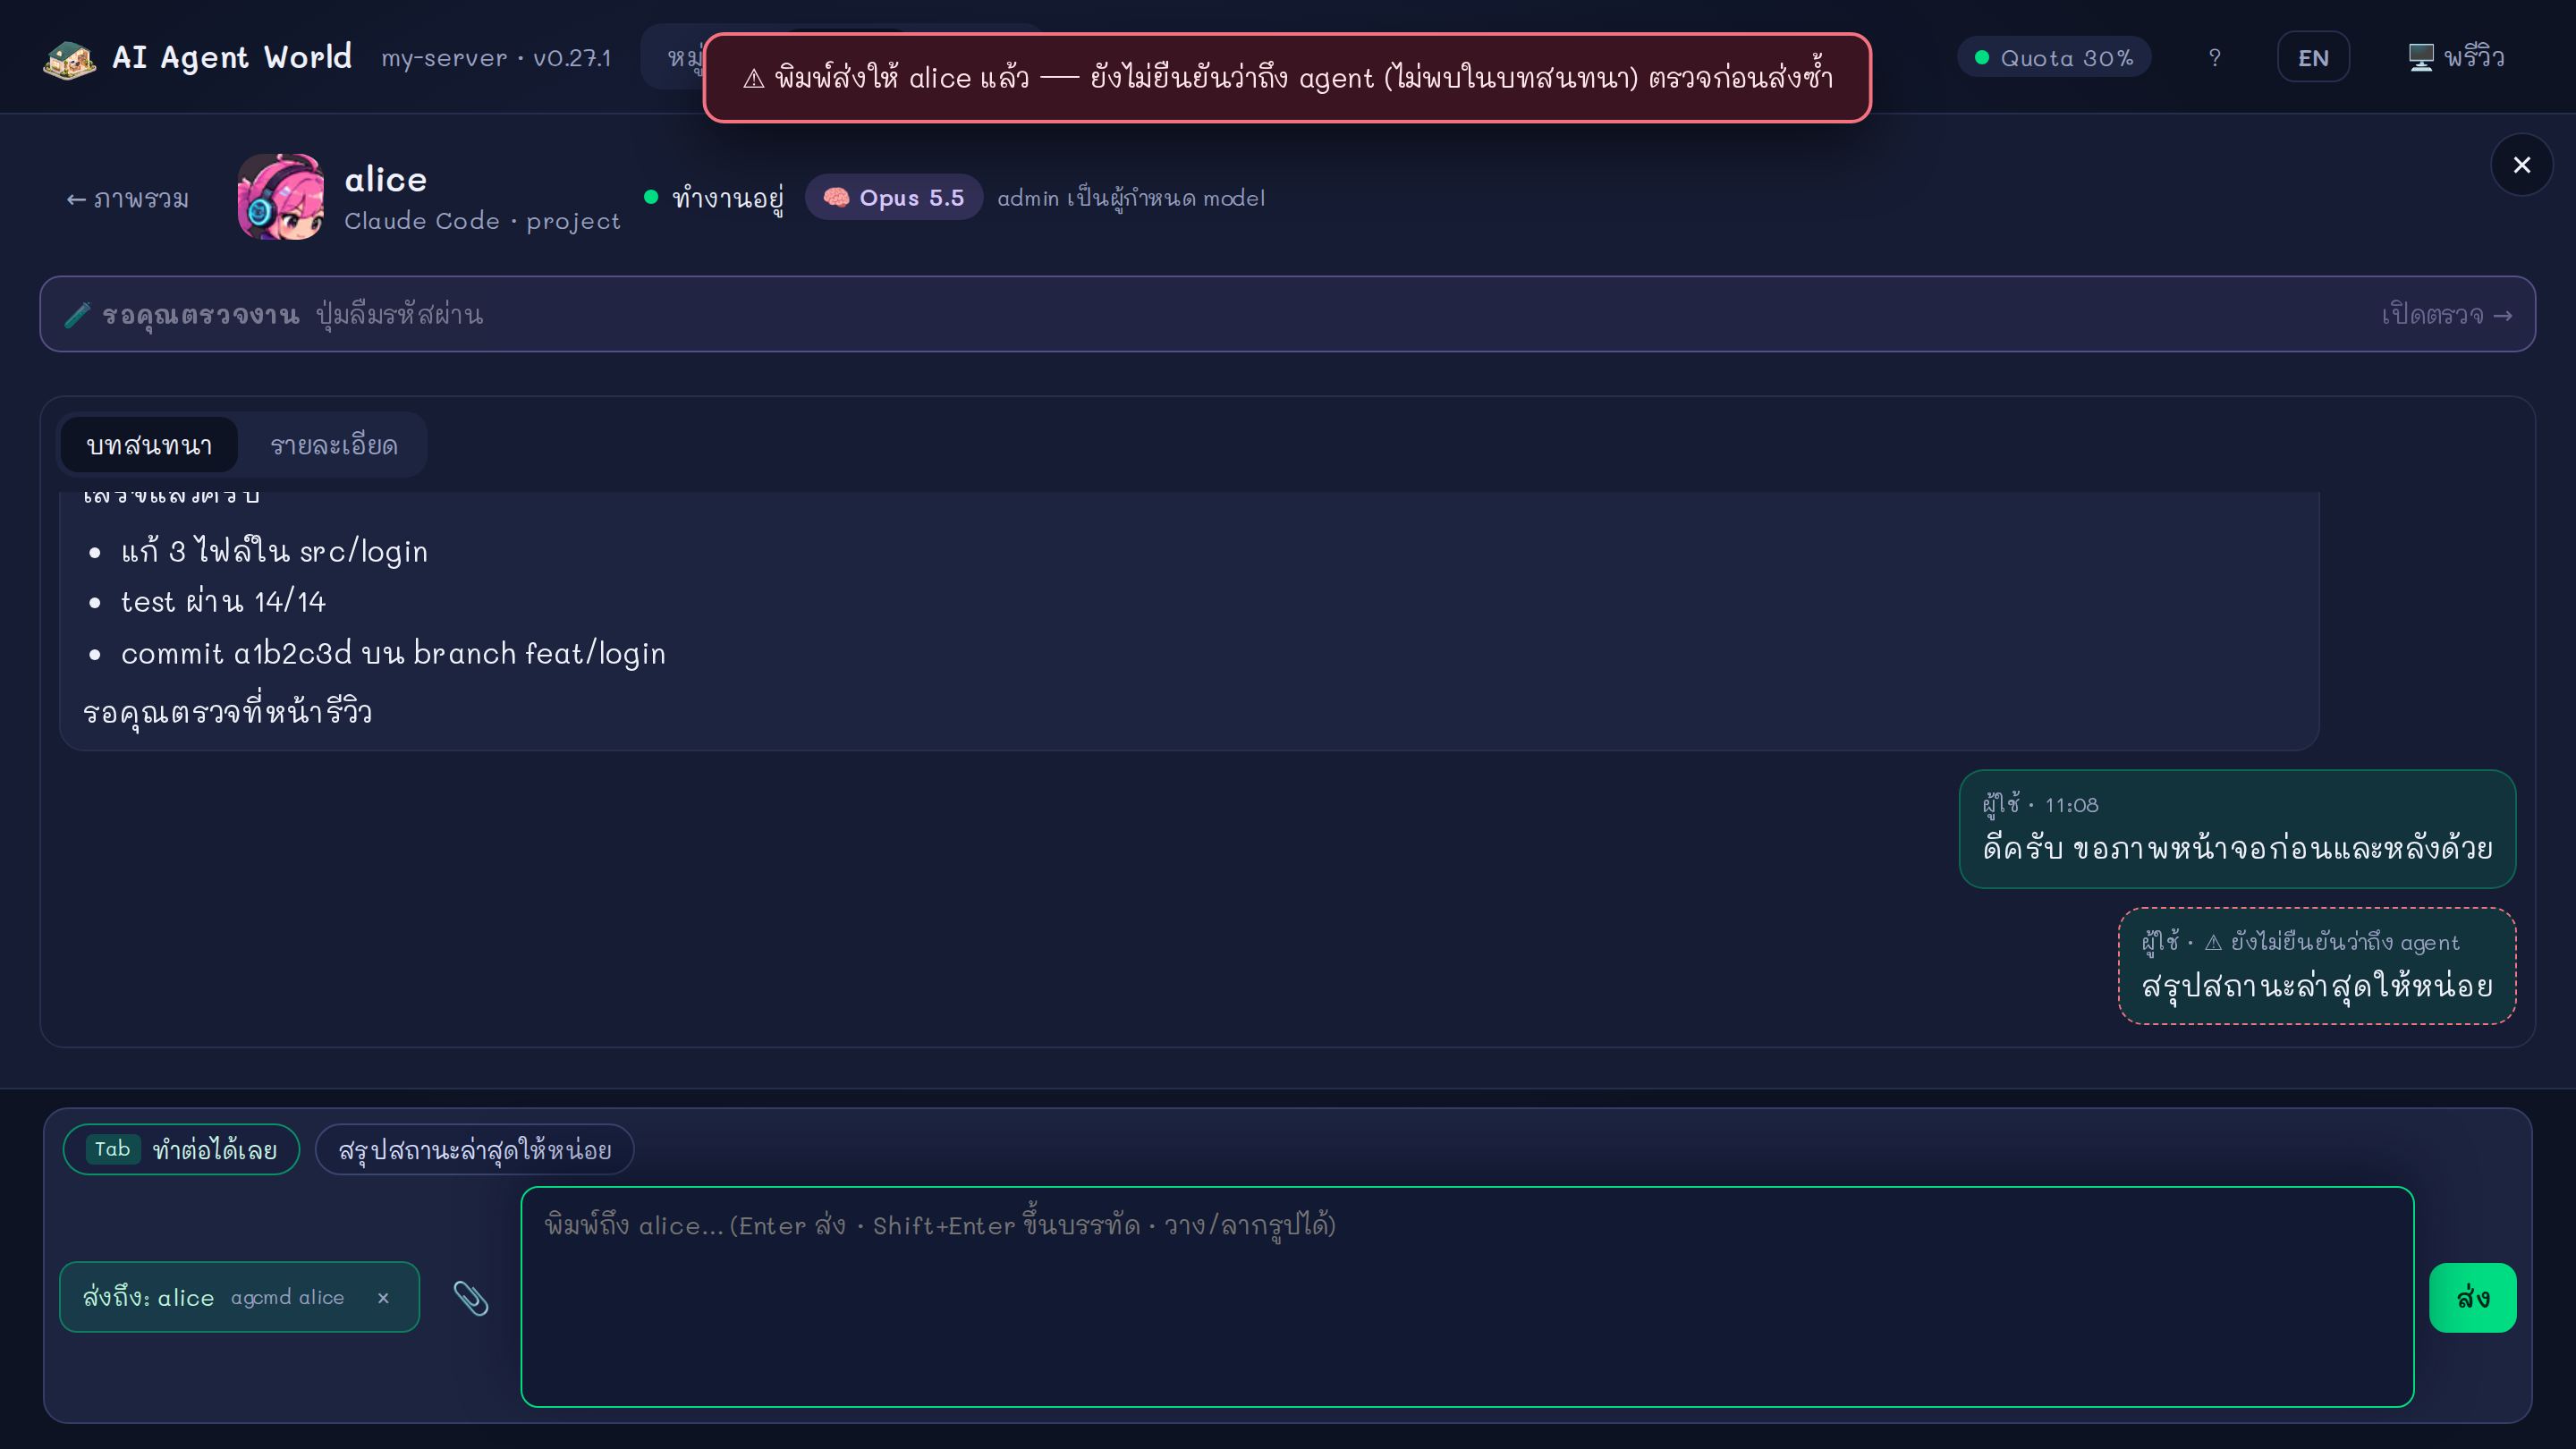 AI Agent World
my-server · v0.27.1
หมู่
⚠ พิมพ์ส่งให้ alice แล้ว — ยังไม่ยืนยันว่าถึง agent (ไม่พบในบทสนทนา) ตรวจก่อนส่งซ้ำ
Quota 30%
?
EN
พรีวิว
×
← ภาพรวม
alice
Claude Code · project
ทำงานอยู่
Opus 5.5
admin เป็นผู้กำหนด model
รอคุณตรวจงาน ปุ่มลืมรหัสผ่าน
เปิดตรวจ →
บทสนทนา
รายละเอียด
เสร็จแล้วครับ
• แก้ 3 ไฟล์ใน src/login
• test ผ่าน 14/14
• commit a1b2c3d บน branch feat/login
รอคุณตรวจที่หน้ารีวิว
ผู้ใช้ · 11:08
ดีครับ ขอภาพหน้าจอก่อนและหลังด้วย
ผู้ใช้ · ⚠ ยังไม่ยืนยันว่าถึง agent
สรุปสถานะล่าสุดให้หน่อย
Tab ทำต่อได้เลย
สรุปสถานะล่าสุดให้หน่อย
พิมพ์ถึง alice... (Enter ส่ง · Shift+Enter ขึ้นบรรทัด · วาง/ลากรูปได้)
ส่งถึง: alice agcmd alice ×
ส่ง